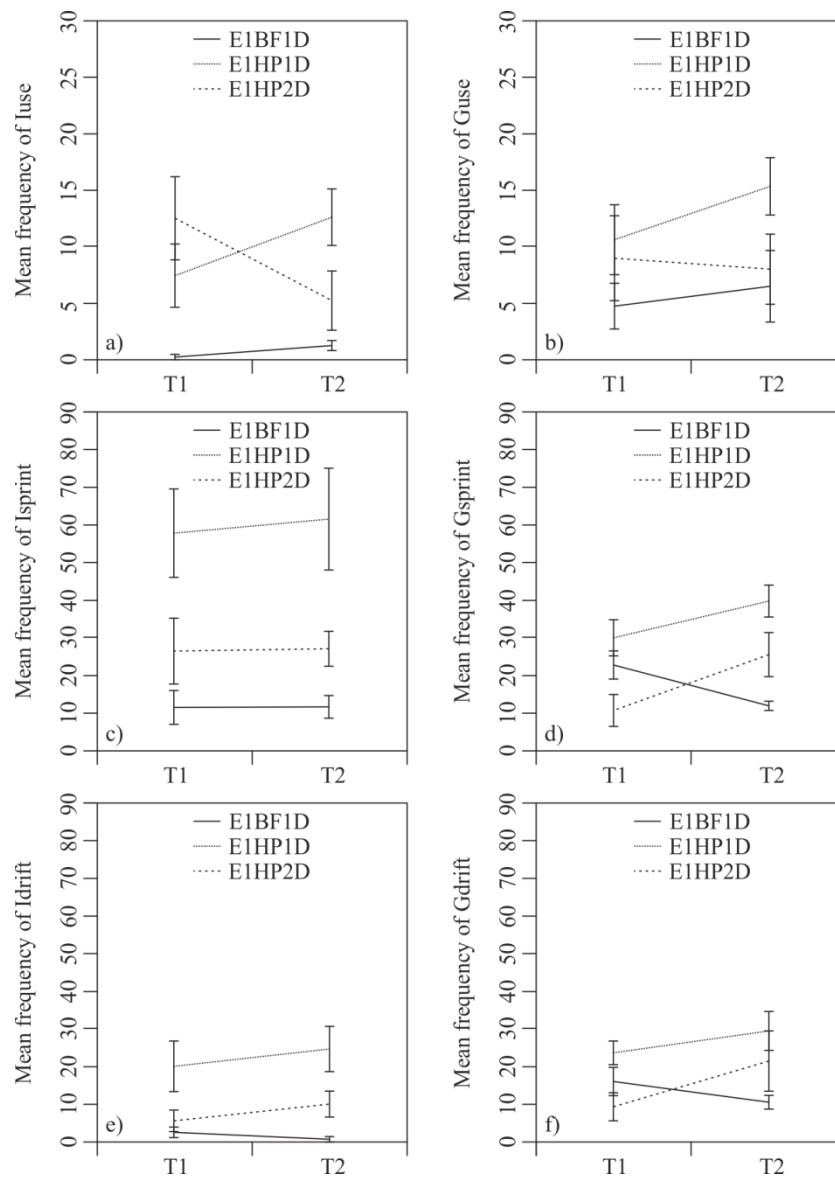 Mean frequency of Iuse
0 5 10 15 20 25 30
E1BF1D
E1HP1D
E1HP2D
a)
T1 T2
Mean frequency of Guse
0 5 10 15 20 25 30
E1BF1D
E1HP1D
E1HP2D
b)
T1 T2
Mean frequency of Isprint
0 10 20 30 40 50 60 70 80 90
E1BF1D
E1HP1D
E1HP2D
c)
T1 T2
Mean frequency of Gsprint
0 10 20 30 40 50 60 70 80 90
E1BF1D
E1HP1D
E1HP2D
d)
T1 T2
Mean frequency of Idrift
0 10 20 30 40 50 60 70 80 90
E1BF1D
E1HP1D
E1HP2D
e)
T1 T2
Mean frequency of Gdrift
0 10 20 30 40 50 60 70 80 90
E1BF1D
E1HP1D
E1HP2D
f)
T1 T2